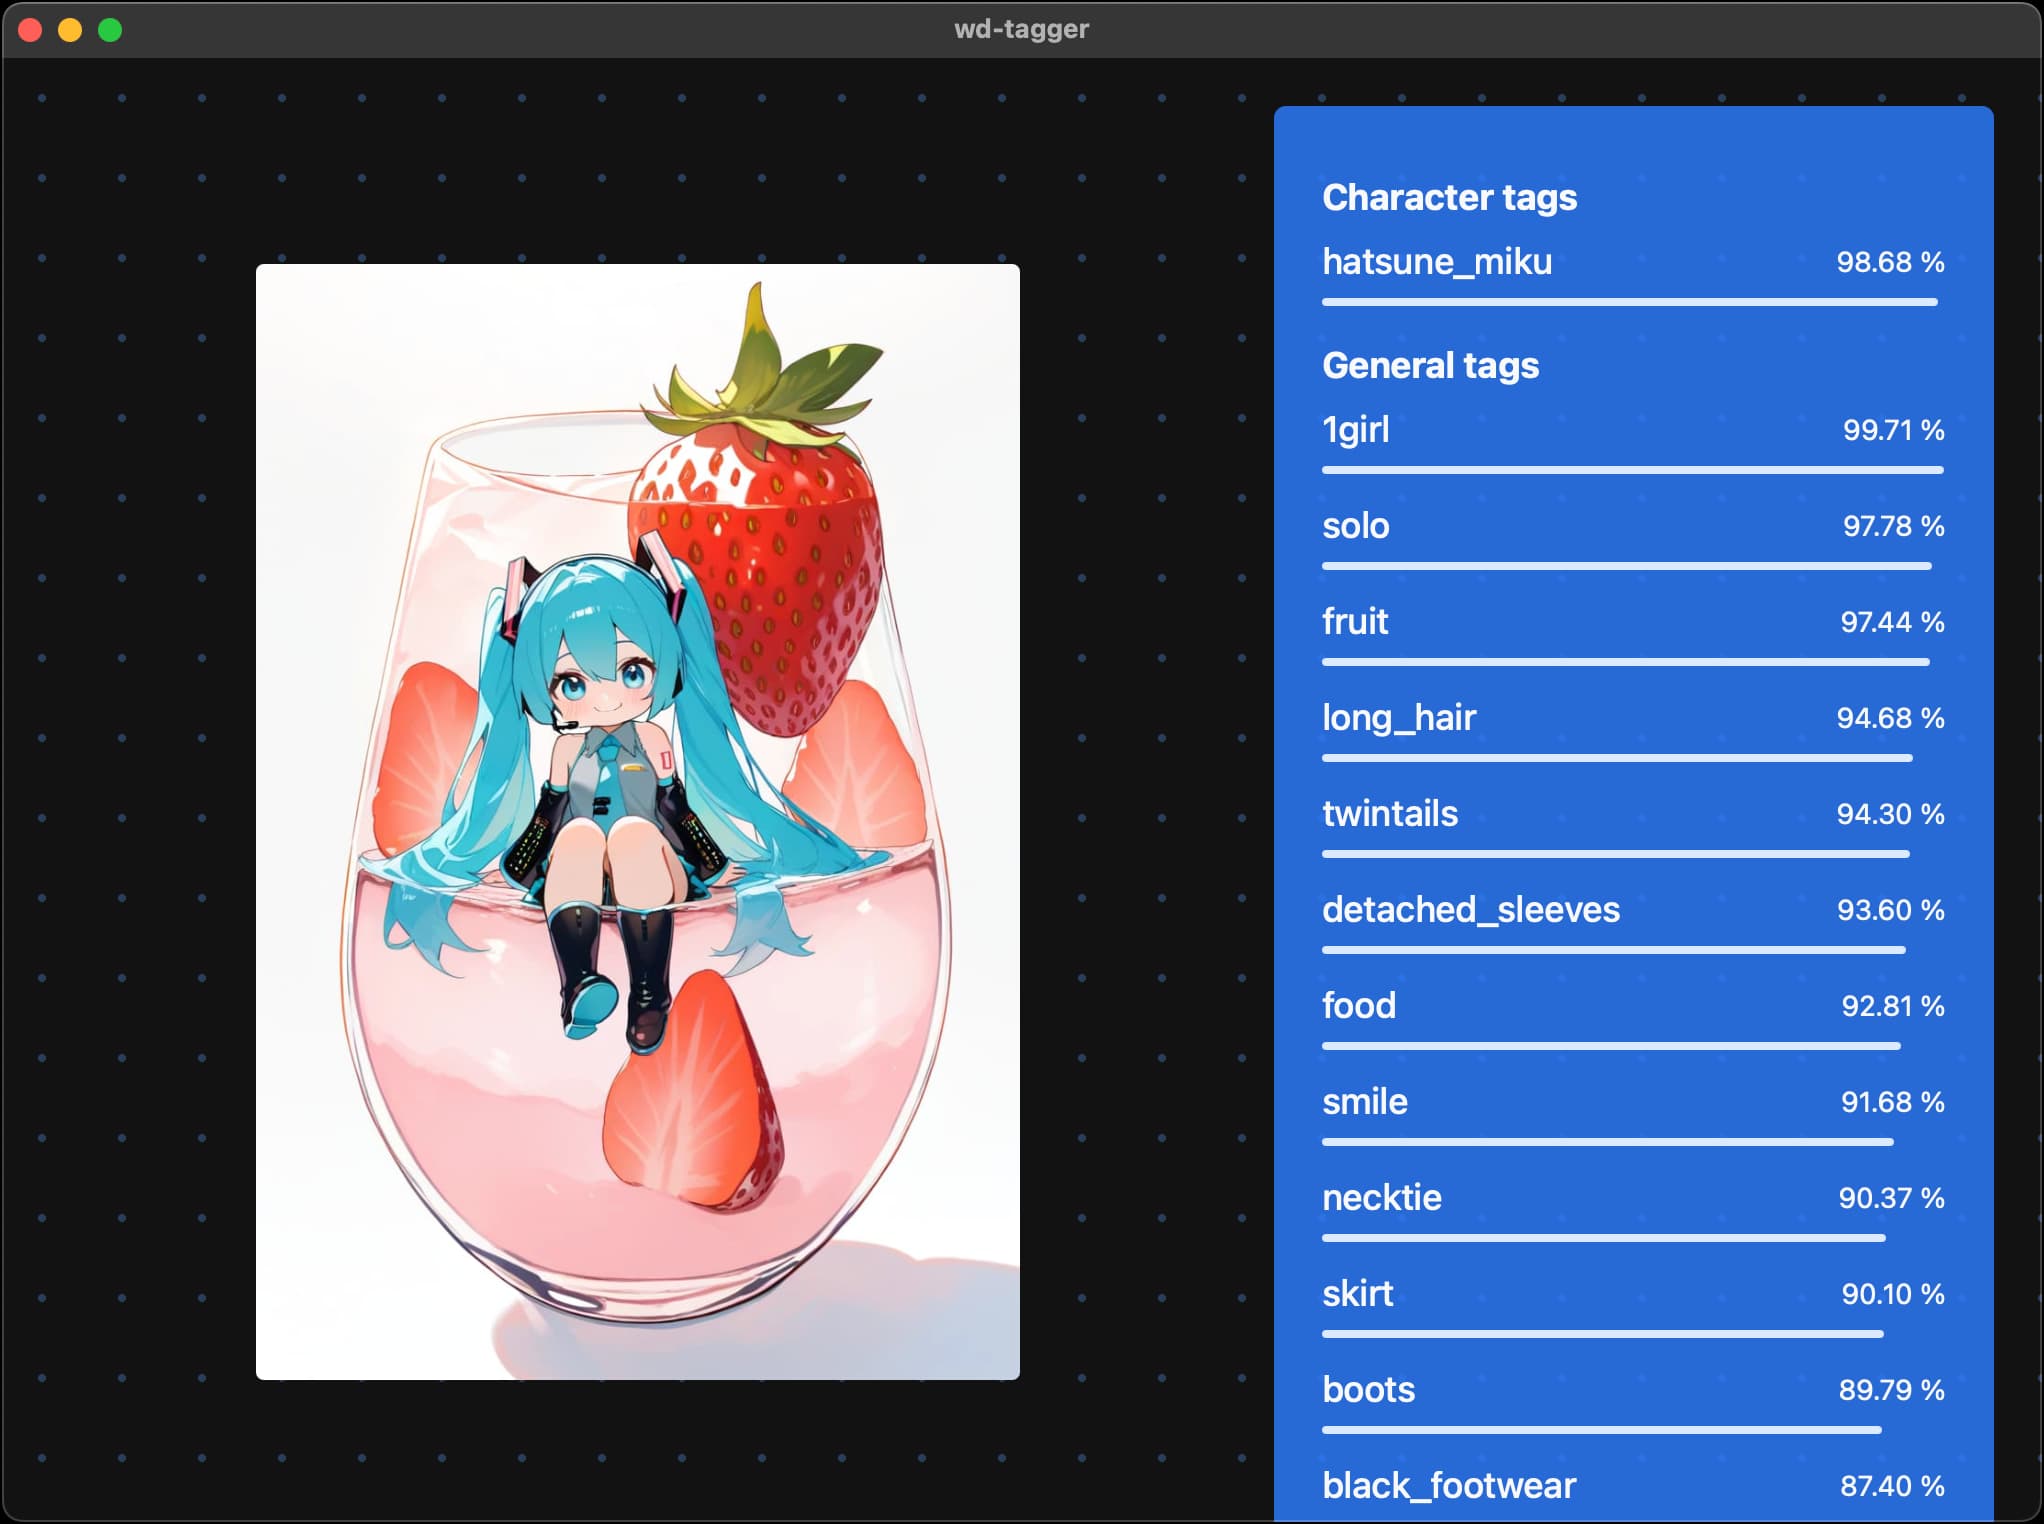 wd-tagger
Character tags
hatsune_miku 98.68 %
General tags
1girl 99.71 %
solo 97.78 %
fruit 97.44 %
long_hair 94.68 %
twintails 94.30 %
detached_sleeves 93.60 %
food 92.81 %
smile 91.68 %
necktie 90.37 %
skirt 90.10 %
boots 89.79 %
black_footwear 87.40 %